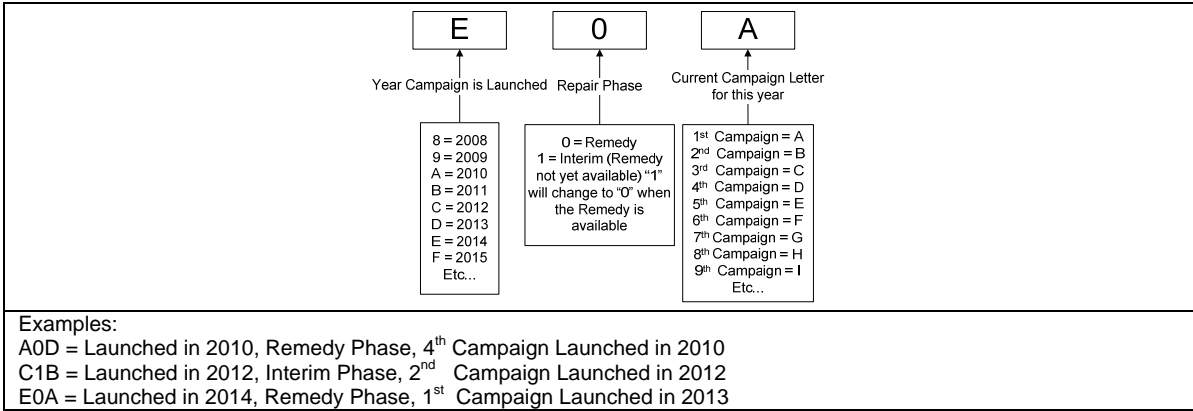 E 0 A
Year Campaign is Launched
Repair Phase
Current Campaign Letter
for this year
8 = 2008
9 = 2009
A = 2010
B = 2011
C = 2012
D = 2013
E = 2014
F = 2015
Etc...
0 = Remedy
1 = Interim (Remedy
not yet available) “1”
will change to “0” when
the Remedy is
available
1st Campaign = A
2nd Campaign = B
3rd Campaign = C
4th Campaign = D
5th Campaign = E
6th Campaign = F
7th Campaign = G
8th Campaign = H
9th Campaign = I
Etc...
Examples:
A0D = Launched in 2010, Remedy Phase, 4th Campaign Launched in 2010
C1B = Launched in 2012, Interim Phase, 2nd Campaign Launched in 2012
E0A = Launched in 2014, Remedy Phase, 1st Campaign Launched in 2013